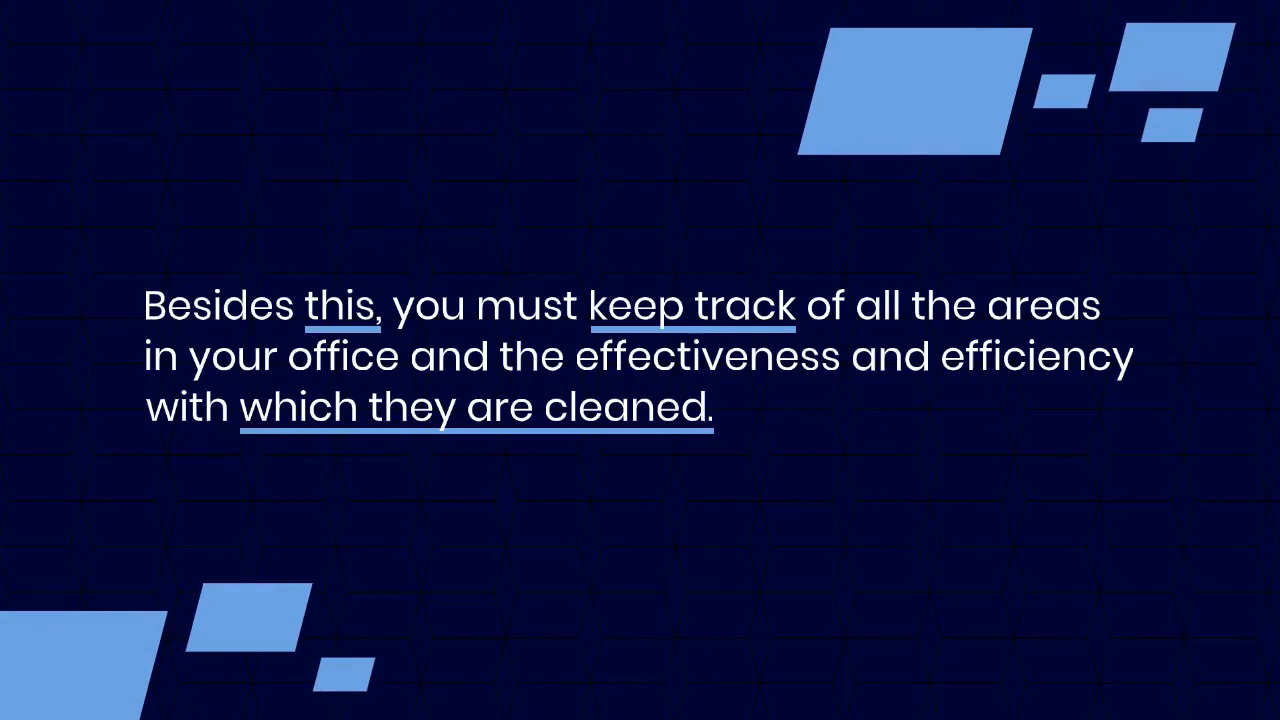 Besides this, you must keep track of all the areas
in your office and the effectiveness and efficiency
with which they are cleaned.